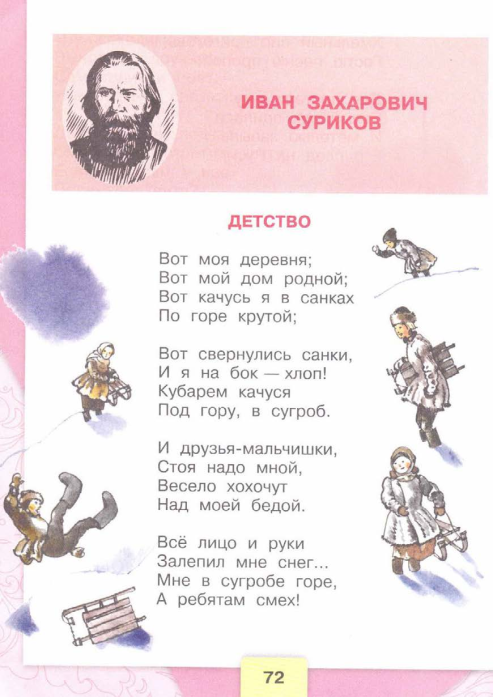 ИВАН ЗАХАРОВИЧ
СУРИКОВ
ДЕТСТВО
Вот моя деревня;
Вот мой дом родной;
Вот качусь я в санках
По горе крутой;
Вот свернулись санки,
И я на бок — хлоп!
Кубарем качуся
Под гору, в сугроб.
И друзья-мальчишки,
Стоя надо мной,
Весело хохочут
Над моей бедой.
Всё лицо и руки
Залепил мне снег...
Мне в сугробе горе,
А ребятам смех!
72